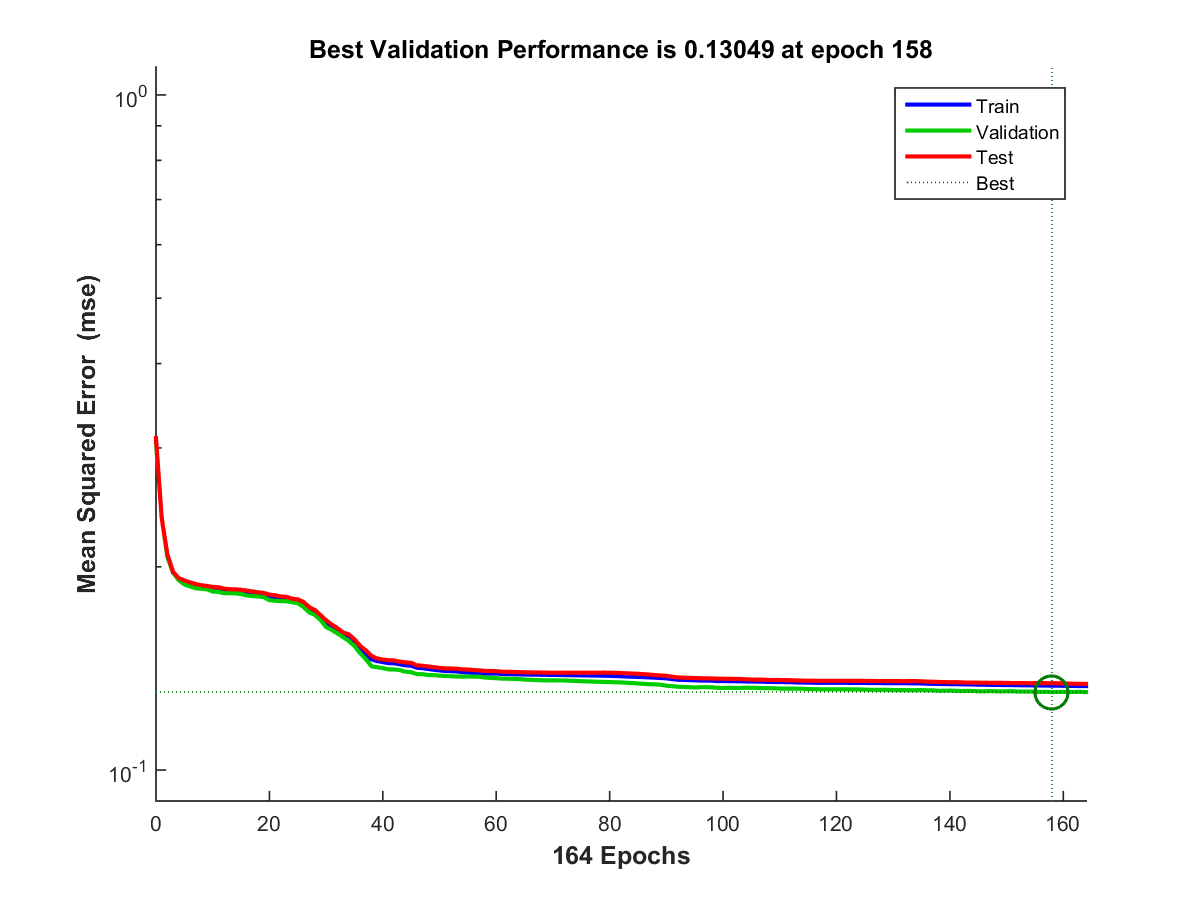 Best Validation Performance is 0.13049 at epoch 158
10^0
Train
Validation
Test
Best
Mean Squared Error (mse)
10^-1
0 20 40 60 80 100 120 140 160
164 Epochs